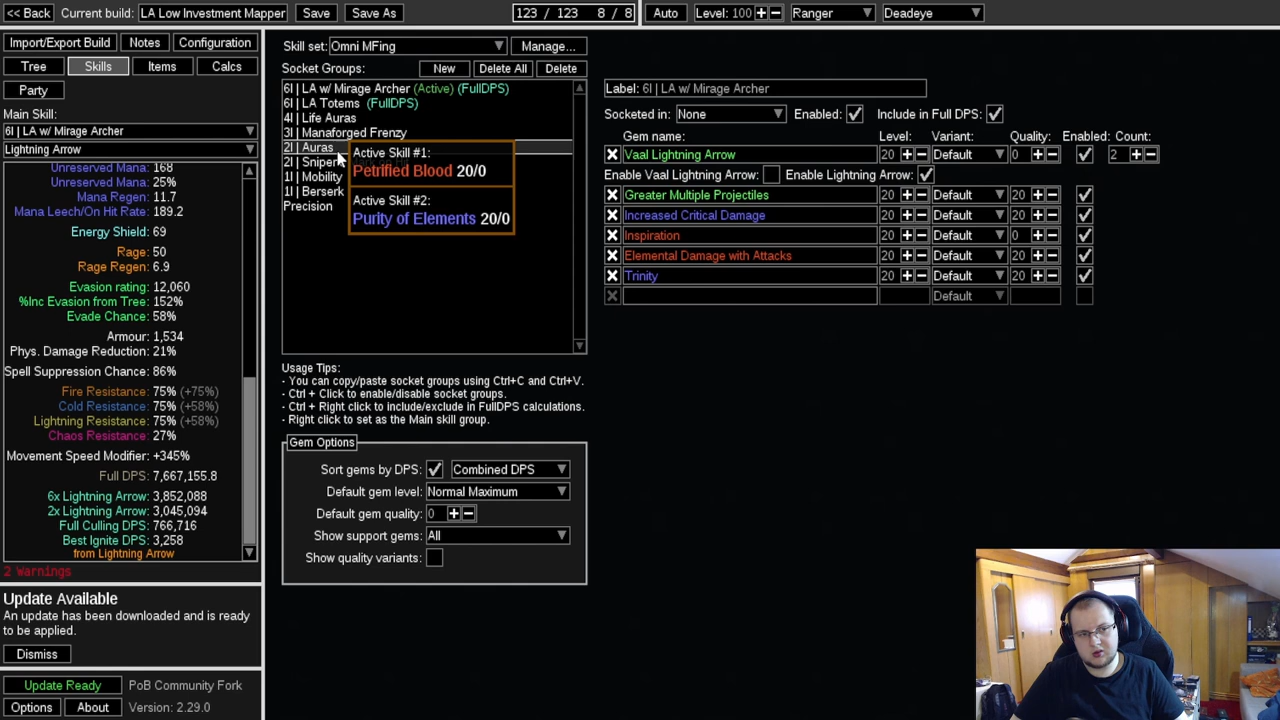 << Back
Current build:
LA Low Investment Mapper
Save
Save As
123 / 123 8 / 8
Auto
Level: 100
Ranger
Deadeye
Import/Export Build
Notes
Configuration
Tree
Skills
Items
Calcs
Party
Main Skill:
6l | LA w/ Mirage Archer
Lightning Arrow
Unreserved Mana: 168
Unreserved Mana: 25%
Mana Regen: 11.7
Mana Leech/On Hit Rate: 189.2
Energy Shield: 69
Rage: 50
Rage Regen: 6.9
Evasion rating: 12,060
%Inc Evasion from Tree: 152%
Evade Chance: 58%
Armour: 1,534
Phys. Damage Reduction: 21%
Spell Suppression Chance: 86%
Fire Resistance: 75% (+75%)
Cold Resistance: 75% (+58%)
Lightning Resistance: 75% (+58%)
Chaos Resistance: 27%
Movement Speed Modifier: +345%
Full DPS: 7,667,155.8
6x Lightning Arrow: 3,852,088
2x Lightning Arrow: 3,045,094
Full Culling DPS: 766,716
Best Ignite DPS: 3,258
from Lightning Arrow
2 Warnings
Update Available
An update has been downloaded and is ready
to be applied.
Dismiss
Update Ready
PoB Community Fork
Options
About
Version: 2.29.0
Skill set:
Omni MFing
Manage...
Socket Groups:
New
Delete All
Delete
6l | LA w/ Mirage Archer (Active) (FullDPS)
6l | LA Totems (FullDPS)
4l | Life Auras
3l | Manaforged Frenzy
2l | Auras
2l | Sniper
1l | Mobility
1l | Berserk
Precision
Active Skill #1:
Petrified Blood 20/0
Active Skill #2:
Purity of Elements 20/0
Usage Tips:
- You can copy/paste socket groups using Ctrl+C and Ctrl+V.
- Ctrl + Click to enable/disable socket groups.
- Ctrl + Right click to include/exclude in FullDPS calculations.
- Right click to set as the Main skill group.
Gem Options
Sort gems by DPS:
Combined DPS
Default gem level:
Normal Maximum
Default gem quality:
0
Show support gems:
All
Show quality variants:
Label: 6l | LA w/ Mirage Archer
Socketed in:
None
Enabled:
Include in Full DPS:
Gem name:
Level:
Variant:
Quality:
Enabled:
Count:
Vaal Lightning Arrow 20 Default 0 2
Enable Vaal Lightning Arrow:
Enable Lightning Arrow:
Greater Multiple Projectiles 20 Default 20
Increased Critical Damage 20 Default 20
Inspiration 20 Default 0
Elemental Damage with Attacks 20 Default 20
Trinity 20 Default 20
Default